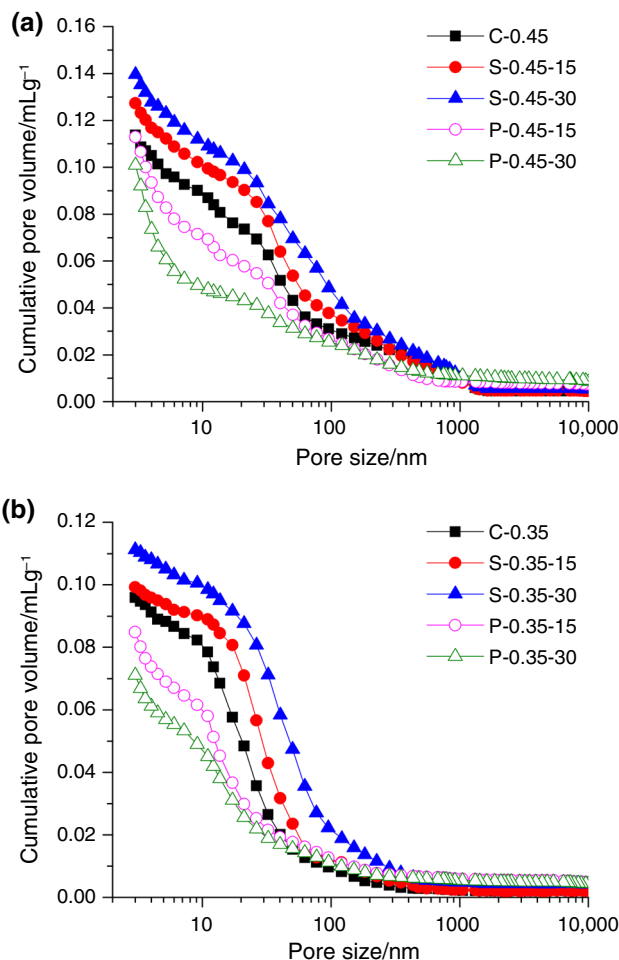 (a)
0.16
0.14
0.12
0.10
0.08
0.06
0.04
0.02
0.00
Cumulative pore volume/mLg⁻¹
C-0.45
S-0.45-15
S-0.45-30
P-0.45-15
P-0.45-30
10 100 1000 10,000
Pore size/nm
(b)
0.12
0.10
0.08
0.06
0.04
0.02
0.00
Cumulative pore volume/mLg⁻¹
C-0.35
S-0.35-15
S-0.35-30
P-0.35-15
P-0.35-30
10 100 1000 10,000
Pore size/nm